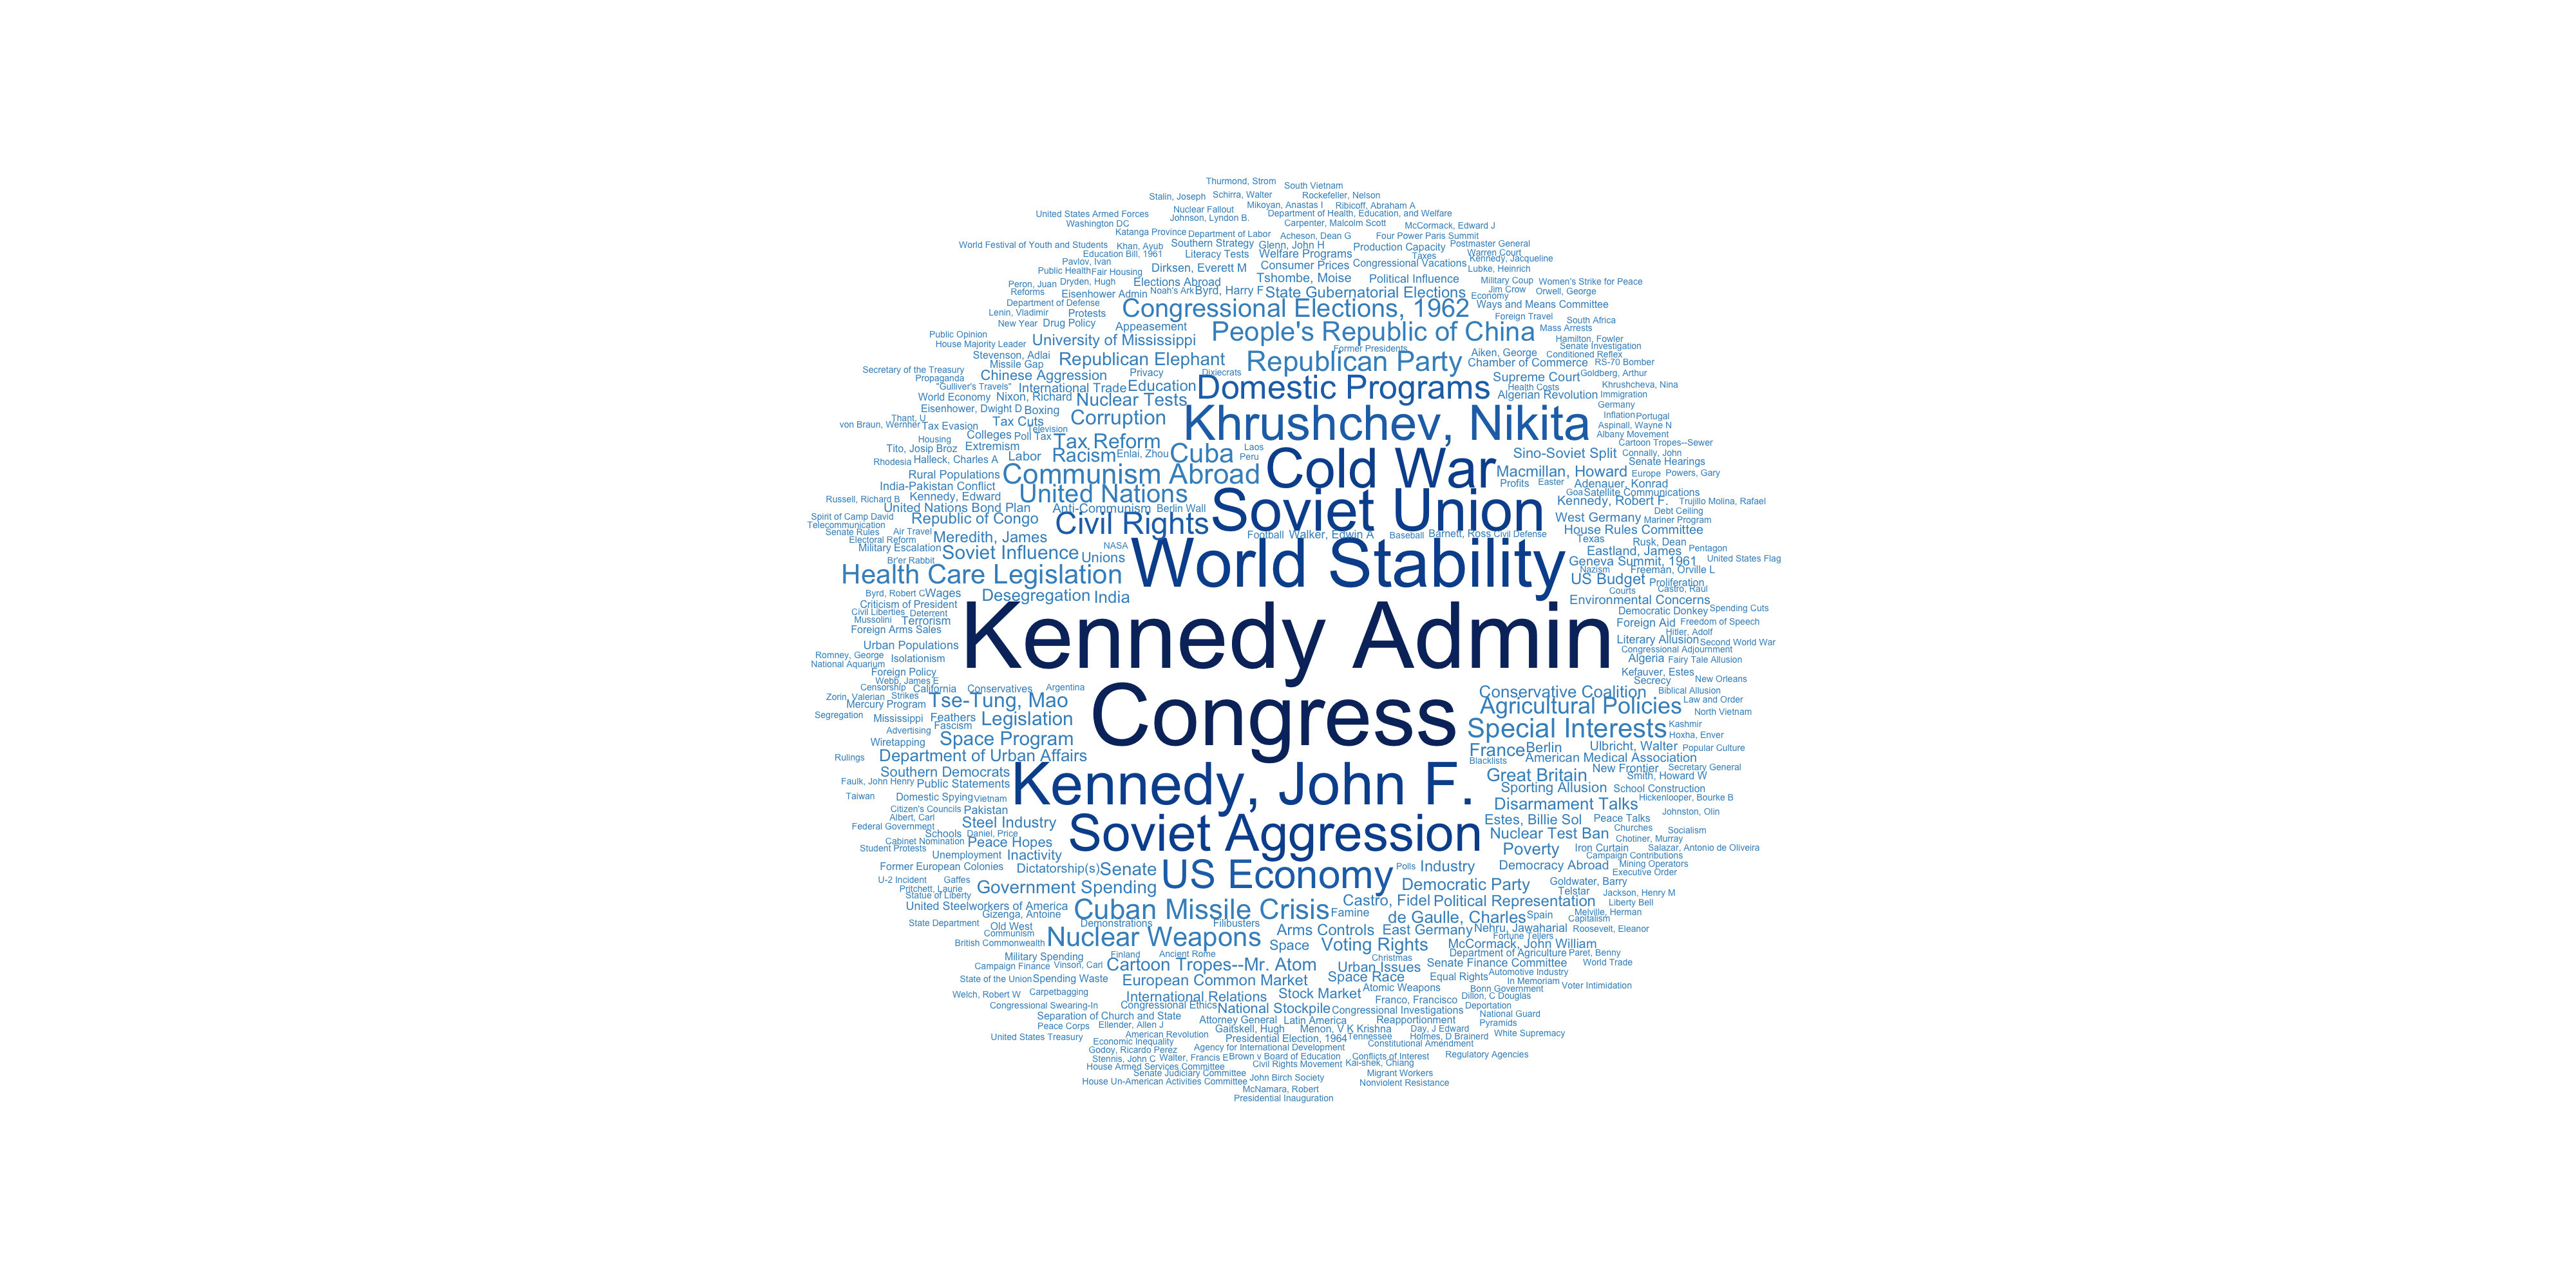 Thurmond, Strom
South Vietnam
Stalin, Joseph
Schirra, Walter
Rockefeller, Nelson
Mikoyan, Anastas I
Ribicoff, Abraham A
United States Armed Forces
Nuclear Fallout
Department of Health, Education, and Welfare
Johnson, Lyndon B.
Washington DC
Carpenter, Malcolm Scott
McCormack, Edward J
Katanga Province
Department of Labor
Acheson, Dean G
Four Power Paris Summit
World Festival of Youth and Students
Khan, Ayub
Southern Strategy
Glenn, John H
Production Capacity
Postmaster General
Education Bill, 1961
Literacy Tests
Welfare Programs
Taxes
Warren Court
Kennedy, Jacqueline
Pavlov, Ivan
Public Health
Fair Housing
Dirksen, Everett M
Consumer Prices
Congressional Vacations
Lubke, Heinrich
Peron, Juan
Dryden, Hugh
Elections Abroad
Tshombe, Moise
Political Influence
Military Coup
Women's Strike for Peace
Reforms
Eisenhower Admin
Noah's Ark
Byrd, Harry F
State Gubernatorial Elections
Jim Crow
Orwell, George
Economy
Department of Defense
Congressional Elections, 1962
Ways and Means Committee
Lenin, Vladimir
Protests
Foreign Travel
New Year
Drug Policy
Appeasement
People's Republic of China
South Africa
Mass Arrests
Public Opinion
House Majority Leader
University of Mississippi
Former Presidents
Hamilton, Fowler
Senate Investigation
Stevenson, Adlai
Missile Gap
Republican Elephant
Republican Party
Aiken, George
Conditioned Reflex
Chamber of Commerce
RS-70 Bomber
Secretary of the Treasury
Propaganda
Chinese Aggression
Privacy
Dixiecrats
Supreme Court
Goldberg, Arthur
"Gulliver's Travels"
International Trade
Education
Domestic Programs
Health Costs
Khrushcheva, Nina
World Economy
Nixon, Richard
Nuclear Tests
Algerian Revolution
Immigration
Germany
Eisenhower, Dwight D
Boxing
Corruption
Khrushchev, Nikita
Inflation
Portugal
Thant, U
von Braun, Wernher
Tax Evasion
Tax Cuts
Television
Aspinall, Wayne N
Housing
Colleges
Poll Tax
Tax Reform
Albany Movement
Cartoon Tropes--Sewer
Tito, Josip Broz
Extremism
Laos
Rhodesia
Halleck, Charles A
Labor
Racism
Enlai, Zhou
Cuba
Peru
Sino-Soviet Split
Connally, John
Senate Hearings
Rural Populations
Communism Abroad
Cold War
Macmillan, Howard
Europe
Powers, Gary
India-Pakistan Conflict
Profits
Easter
Adenauer, Konrad
Russell, Richard B
Kennedy, Edward
United Nations
Goa
Satellite Communications
Kennedy, Robert F.
Trujillo Molina, Rafael
United Nations Bond Plan
Anti-Communism
Berlin Wall
Soviet Union
Debt Ceiling
Spirit of Camp David
Republic of Congo
Civil Rights
West Germany
Mariner Program
Telecommunication
Senate Rules
Air Travel
Football
Walker, Edwin A
Baseball
Barnett, Ross
Civil Defense
House Rules Committee
Electoral Reform
Meredith, James
Texas
Rusk, Dean
Military Escalation
Soviet Influence
NASA
Eastland, James
Pentagon
Br'er Rabbit
Unions
World Stability
Geneva Summit, 1961
United States Flag
Nazism
Freeman, Orville L
Health Care Legislation
US Budget
Proliferation
Byrd, Robert C
Wages
Desegregation
India
Courts
Castro, Raul
Criticism of President
Environmental Concerns
Civil Liberties
Deterrent
Democratic Donkey
Spending Cuts
Mussolini
Terrorism
Foreign Aid
Freedom of Speech
Foreign Arms Sales
Kennedy Admin
Hitler, Adolf
Literary Allusion
Second World War
Urban Populations
Congressional Adjournment
Romney, George
Isolationism
Algeria
Fairy Tale Allusion
National Aquarium
Foreign Policy
Kefauver, Estes
Webb, James E
Secrecy
New Orleans
Censorship
California
Conservatives
Argentina
Conservative Coalition
Biblical Allusion
Zorin, Valerian
Strikes
Mercury Program
Tse-Tung, Mao
Agricultural Policies
Law and Order
Segregation
Mississippi
Feathers
Legislation
Congress
North Vietnam
Advertising
Fascism
Special Interests
Kashmir
Hoxha, Enver
Wiretapping
Space Program
France
Berlin
Ulbricht, Walter
Popular Culture
Rulings
Department of Urban Affairs
Blacklists
American Medical Association
Southern Democrats
Kennedy, John F.
Great Britain
New Frontier
Secretary General
Smith, Howard W
Faulk, John Henry
Public Statements
Sporting Allusion
School Construction
Taiwan
Domestic Spying
Vietnam
Disarmament Talks
Hickenlooper, Bourke B
Citizen's Councils
Pakistan
Johnston, Olin
Albert, Carl
Steel Industry
Soviet Aggression
Estes, Billie Sol
Peace Talks
Federal Government
Schools
Daniel, Price
Nuclear Test Ban
Churches
Socialism
Cabinet Nomination
Peace Hopes
Chotiner, Murray
Student Protests
Unemployment
Inactivity
Poverty
Iron Curtain
Salazar, Antonio de Oliveira
Campaign Contributions
Former European Colonies
Dictatorship(s)
Senate
US Economy
Polls
Industry
Democracy Abroad
Mining Operators
Executive Order
U-2 Incident
Gaffes
Government Spending
Democratic Party
Goldwater, Barry
Pritchett, Laurie
Statue of Liberty
Telstar
Jackson, Henry M
United Steelworkers of America
Cuban Missile Crisis
Castro, Fidel
Political Representation
Liberty Bell
Gizenga, Antoine
Famine
de Gaulle, Charles
Spain
Melville, Herman
Capitalism
State Department
Old West
Demonstrations
Filibusters
Communism
Arms Controls
East Germany
Nehru, Jawaharial
Roosevelt, Eleanor
Fortune Tellers
British Commonwealth
Nuclear Weapons
Space
Voting Rights
McCormack, John William
Military Spending
Finland
Ancient Rome
Christmas
Department of Agriculture
Paret, Benny
Campaign Finance
Vinson, Carl
Cartoon Tropes--Mr. Atom
Urban Issues
Senate Finance Committee
World Trade
State of the Union
Spending Waste
European Common Market
Space Race
Equal Rights
Automotive Industry
In Memoriam
Voter Intimidation
Welch, Robert W
Carpetbagging
International Relations
Stock Market
Atomic Weapons
Bonn Government
Franco, Francisco
Dillon, C Douglas
Congressional Swearing-In
Congressional Ethics
National Stockpile
Congressional Investigations
Deportation
Separation of Church and State
Attorney General
Latin America
Reapportionment
National Guard
Peace Corps
Ellender, Allen J
Gaitskell, Hugh
Menon, V K Krishna
Day, J Edward
Pyramids
United States Treasury
American Revolution
Presidential Election, 1964
Tennessee
Holmes, D Brainerd
White Supremacy
Economic Inequality
Constitutional Amendment
Godoy, Ricardo Perez
Agency for International Development
Stennis, John C
Walter, Francis E
Brown v Board of Education
Conflicts of Interest
Regulatory Agencies
House Armed Services Committee
Civil Rights Movement
Kai-shek, Chiang
Senate Judiciary Committee
Migrant Workers
House Un-American Activities Committee
John Birch Society
Nonviolent Resistance
McNamara, Robert
Presidential Inauguration